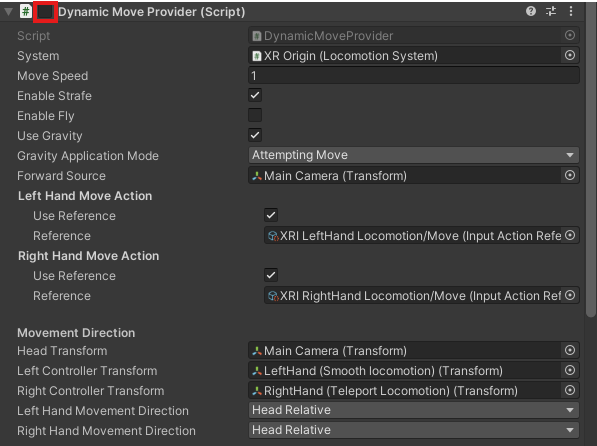 # Dynamic Move Provider (Script)
Script # DynamicMoveProvider
System # XR Origin (Locomotion System)
Move Speed 1
Enable Strafe
Enable Fly
Use Gravity
Gravity Application Mode Attempting Move
Forward Source Main Camera (Transform)
Left Hand Move Action
Use Reference
Reference XRI LeftHand Locomotion/Move (Input Action Refe
Right Hand Move Action
Use Reference
Reference XRI RightHand Locomotion/Move (Input Action Ref
Movement Direction
Head Transform Main Camera (Transform)
Left Controller Transform LeftHand (Smooth locomotion) (Transform)
Right Controller Transform RightHand (Teleport Locomotion) (Transform)
Left Hand Movement Direction Head Relative
Right Hand Movement Direction Head Relative